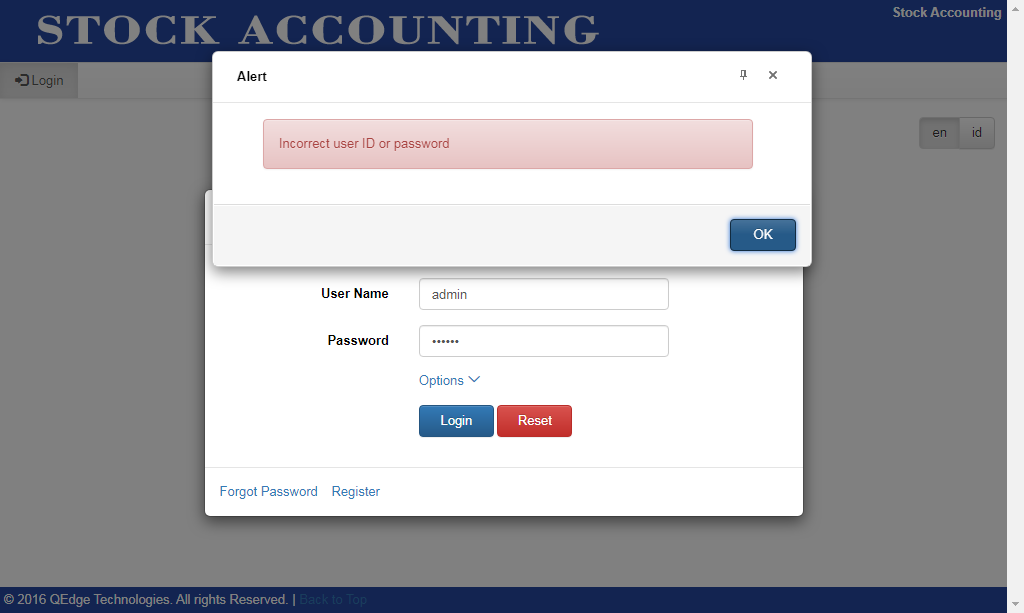 STOCK ACCOUNTING
Stock Accounting
Login
en id
Alert
Incorrect user ID or password
OK
User Name admin
Password ••••••
Options
Login Reset
Forgot Password Register
© 2016 QEdge Technologies. All rights Reserved. | Back to Top